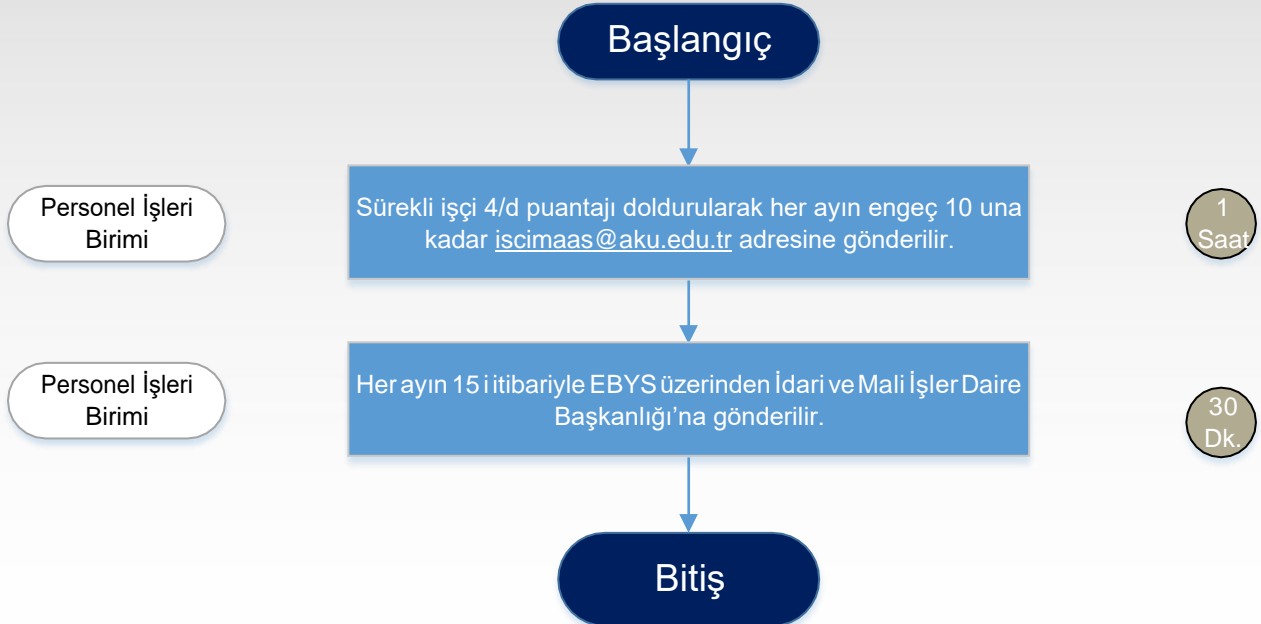 Başlangıç
Personel İşleri
Birimi
Sürekli işçi 4/d puantajı doldurularak her ayın engeç 10 una
kadar iscimaas@aku.edu.tr adresine gönderilir.
1
Saat
Personel İşleri
Birimi
Her ayın 15 i itibariyle EBYS üzerinden İdari ve Mali İşler Daire
Başkanlığı’na gönderilir.
30
Dk.
Bitiş